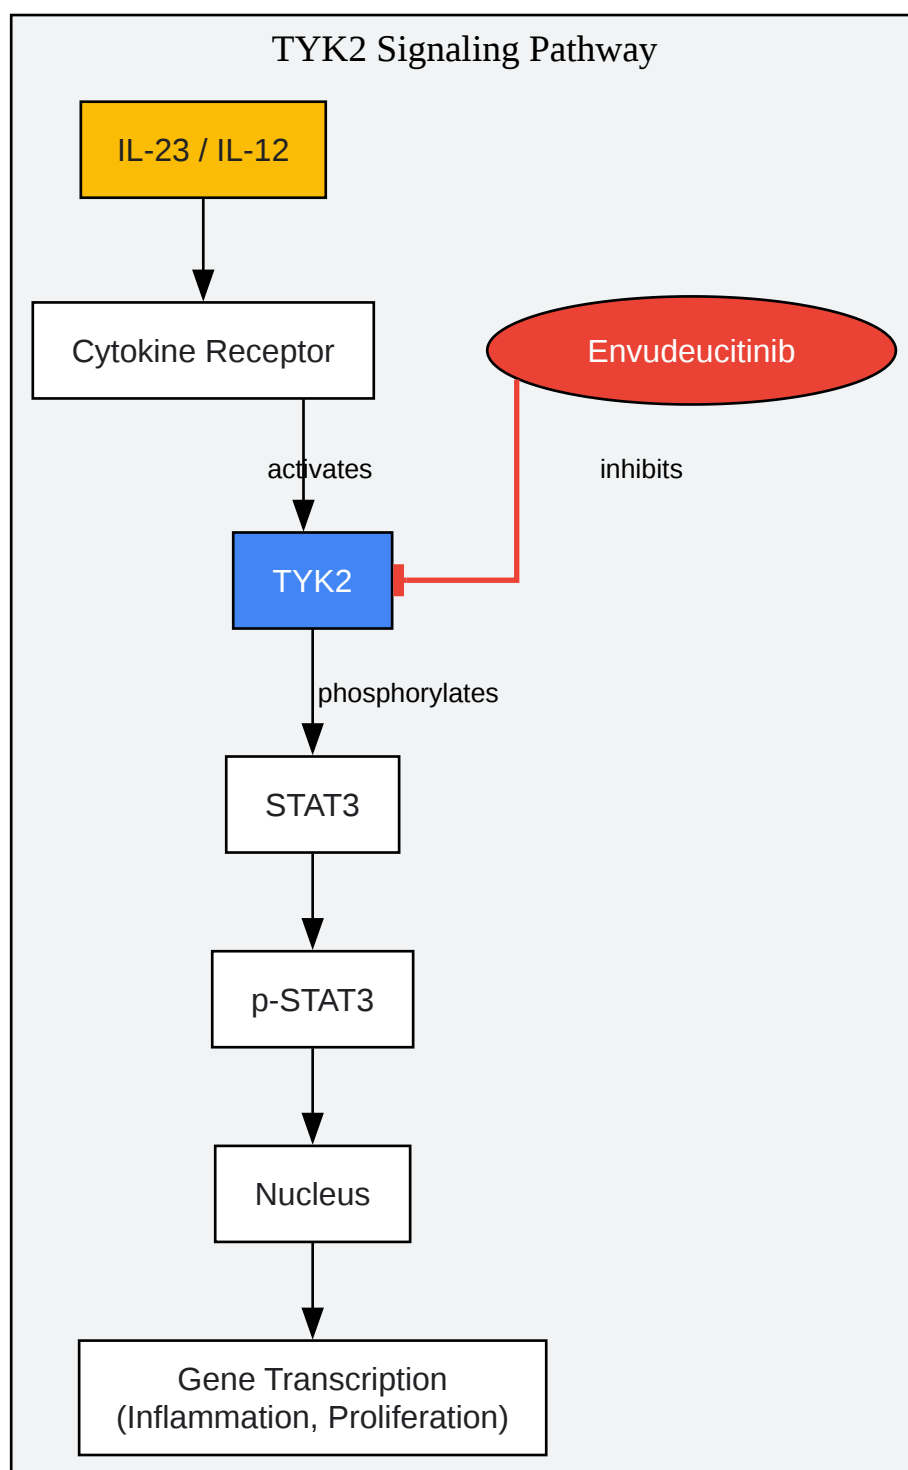 TYK2 Signaling Pathway
IL-23 / IL-12
Cytokine Receptor
Envudeucitinib
activates
inhibits
TYK2
phosphorylates
STAT3
p-STAT3
Nucleus
Gene Transcription
(Inflammation, Proliferation)